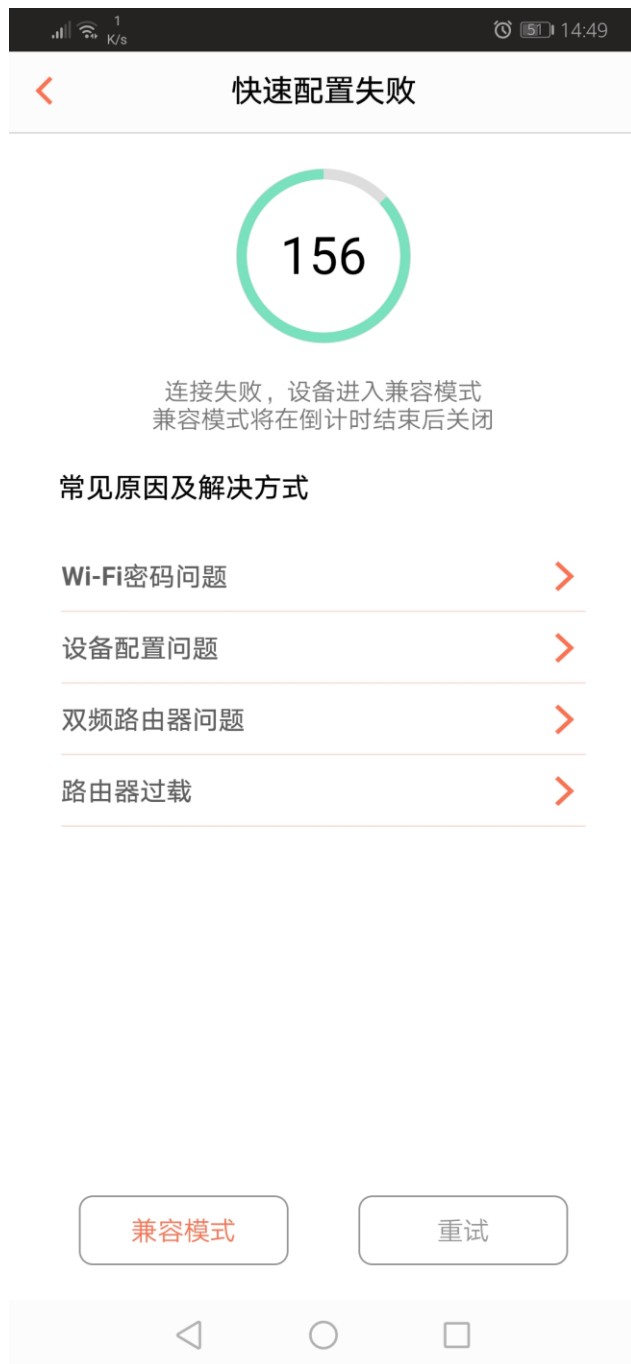 1
K/s
51 14:49
快速配置失败
156
连接失败，设备进入兼容模式
兼容模式将在倒计时结束后关闭
常见原因及解决方式
Wi-Fi密码问题
设备配置问题
双频路由器问题
路由器过载
兼容模式 重试